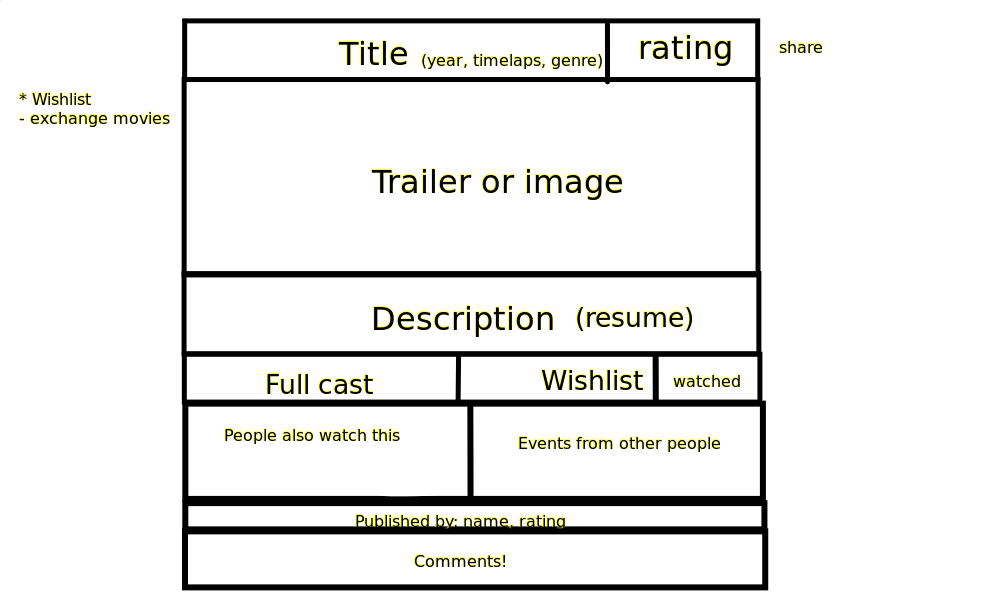 Title (year, timelaps, genre)
rating
share
* Wishlist
- exchange movies
Trailer or image
Description (resume)
Full cast
Wishlist
watched
People also watch this
Events from other people
Published by: name, rating
Comments!